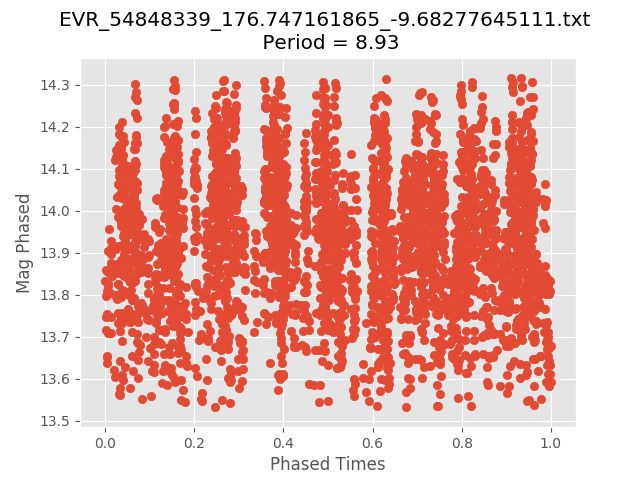 EVR_54848339_176.747161865_-9.68277645111.txt
Period = 8.93
14.3
14.2
14.1
14.0
13.9
13.8
13.7
13.6
13.5
Mag Phased
0.0 0.2 0.4 0.6 0.8 1.0
Phased Times